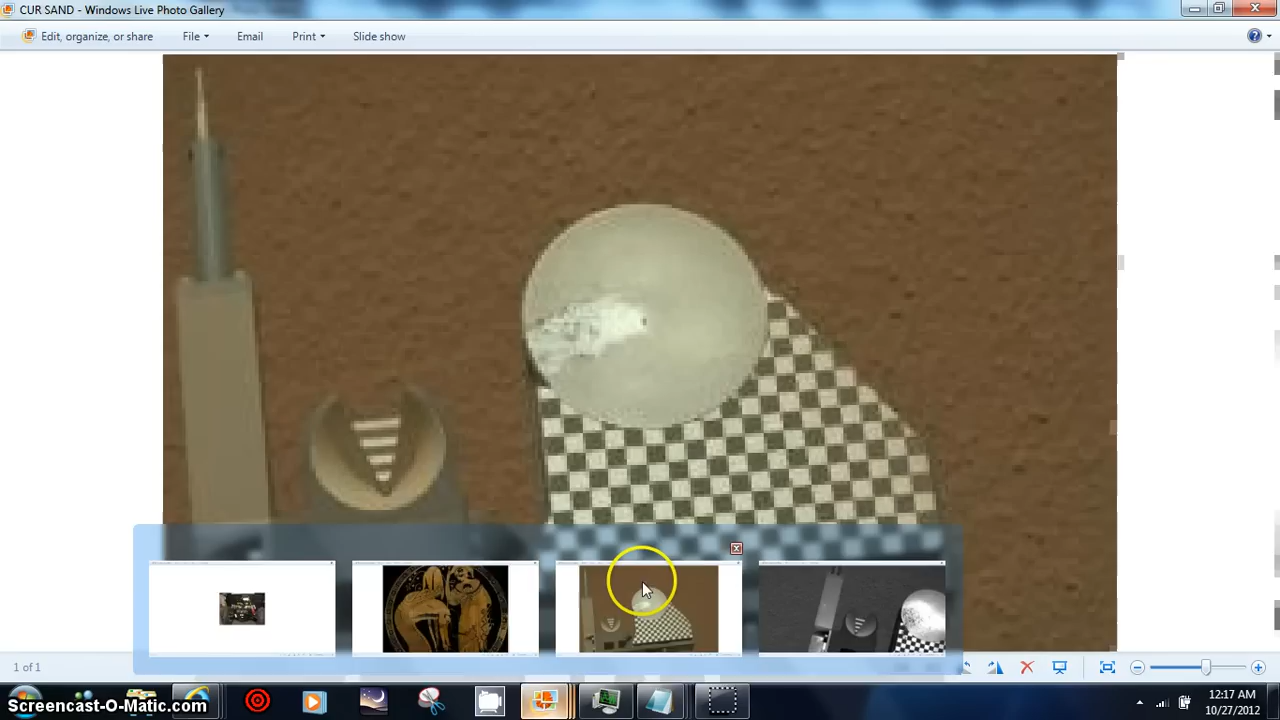 CUR SAND - Windows Live Photo Gallery
Edit, organize, or share File Email Print Slide show
1 of 1
Screencast-O-Matic.com
12:17 AM
10/27/2012